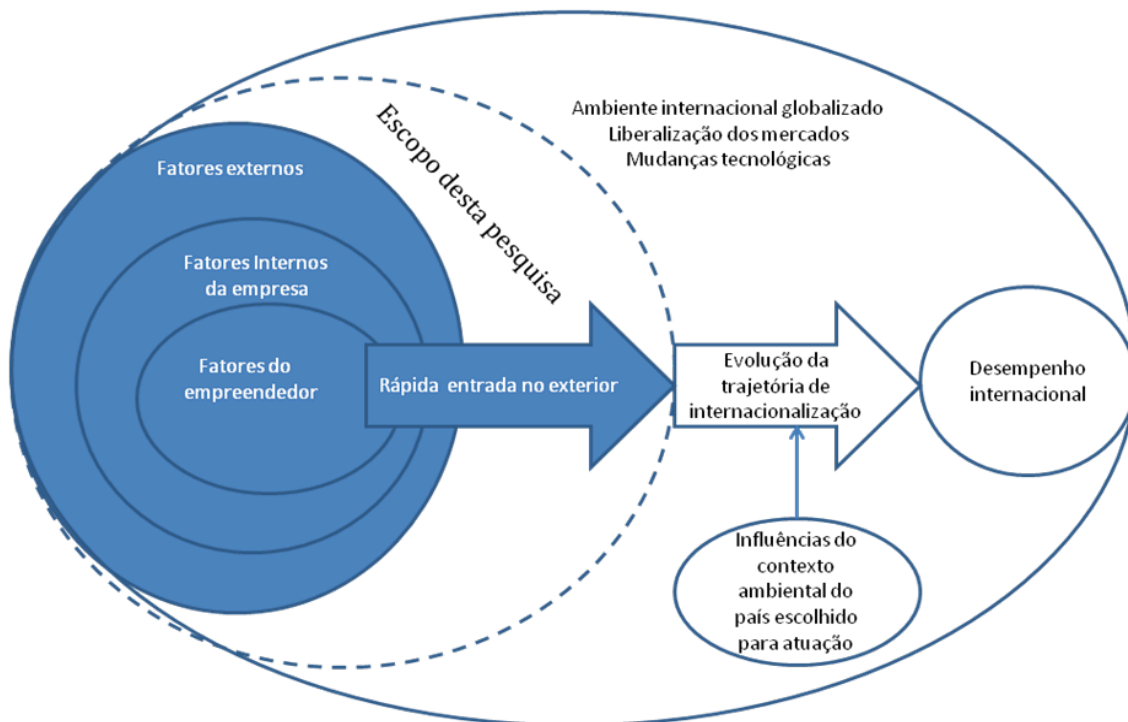 Ambiente internacional globalizado
Liberalização dos mercados
Mudanças tecnológicas
Escopo desta pesquisa
Fatores externos
Fatores Internos
da empresa
Fatores do
empreendedor
Rápida entrada no exterior
Evolução da
trajetória de
internacionalização
Desempenho
internacional
Influências do
contexto
ambiental do
país escolhido
para atuação